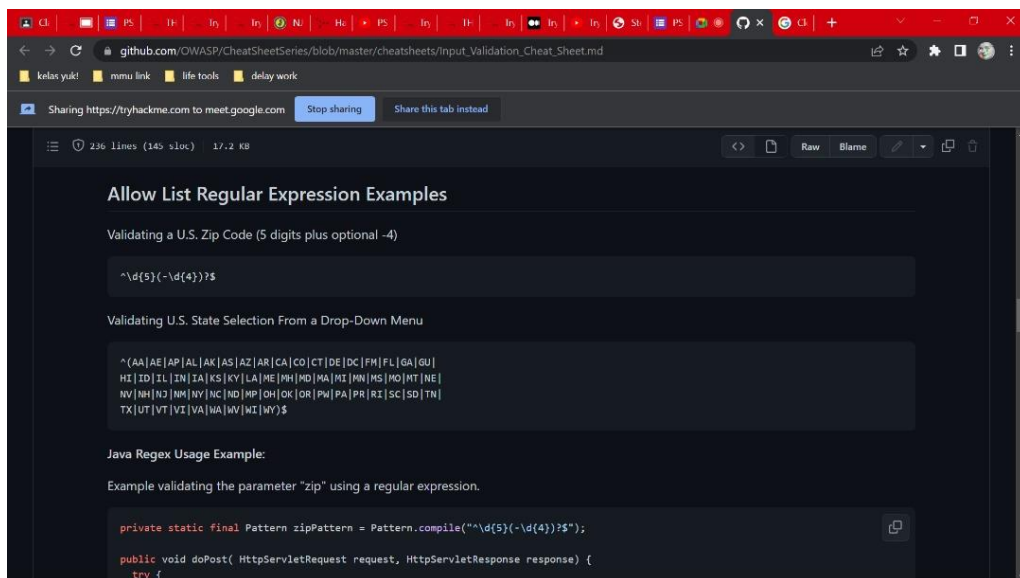 PS
PS
github.com/OWASP/CheatSheetSeries/blob/master/cheatsheets/Input_Validation_Cheat_Sheet.md
kelas yuk! mmu link life tools delay work
Sharing https://tryhackme.com to meet.google.com Stop sharing Share this tab instead
236 lines (145 sloc) 17.2 KB Raw Blame
Allow List Regular Expression Examples
Validating a U.S. Zip Code (5 digits plus optional -4)
^\d{5}(-\d{4})?$
Validating U.S. State Selection From a Drop-Down Menu
^(AA|AE|AP|AL|AK|AS|AZ|AR|CA|CO|CT|DE|DC|FM|FL|GA|GU|
HI|ID|IL|IN|IA|KS|KY|LA|ME|MH|MD|MA|MI|MN|MS|MO|MT|NE|
NV|NH|NJ|NM|NY|NC|ND|MP|OH|OK|OR|PW|PA|PR|RI|SC|SD|TN|
TX|UT|VT|VI|VA|WA|WV|WI|WY)$
Java Regex Usage Example:
Example validating the parameter "zip" using a regular expression.
private static final Pattern zipPattern = Pattern.compile("^\d{5}(-\d{4})?$");
public void doPost( HttpServletRequest request, HttpServletResponse response) {
try {